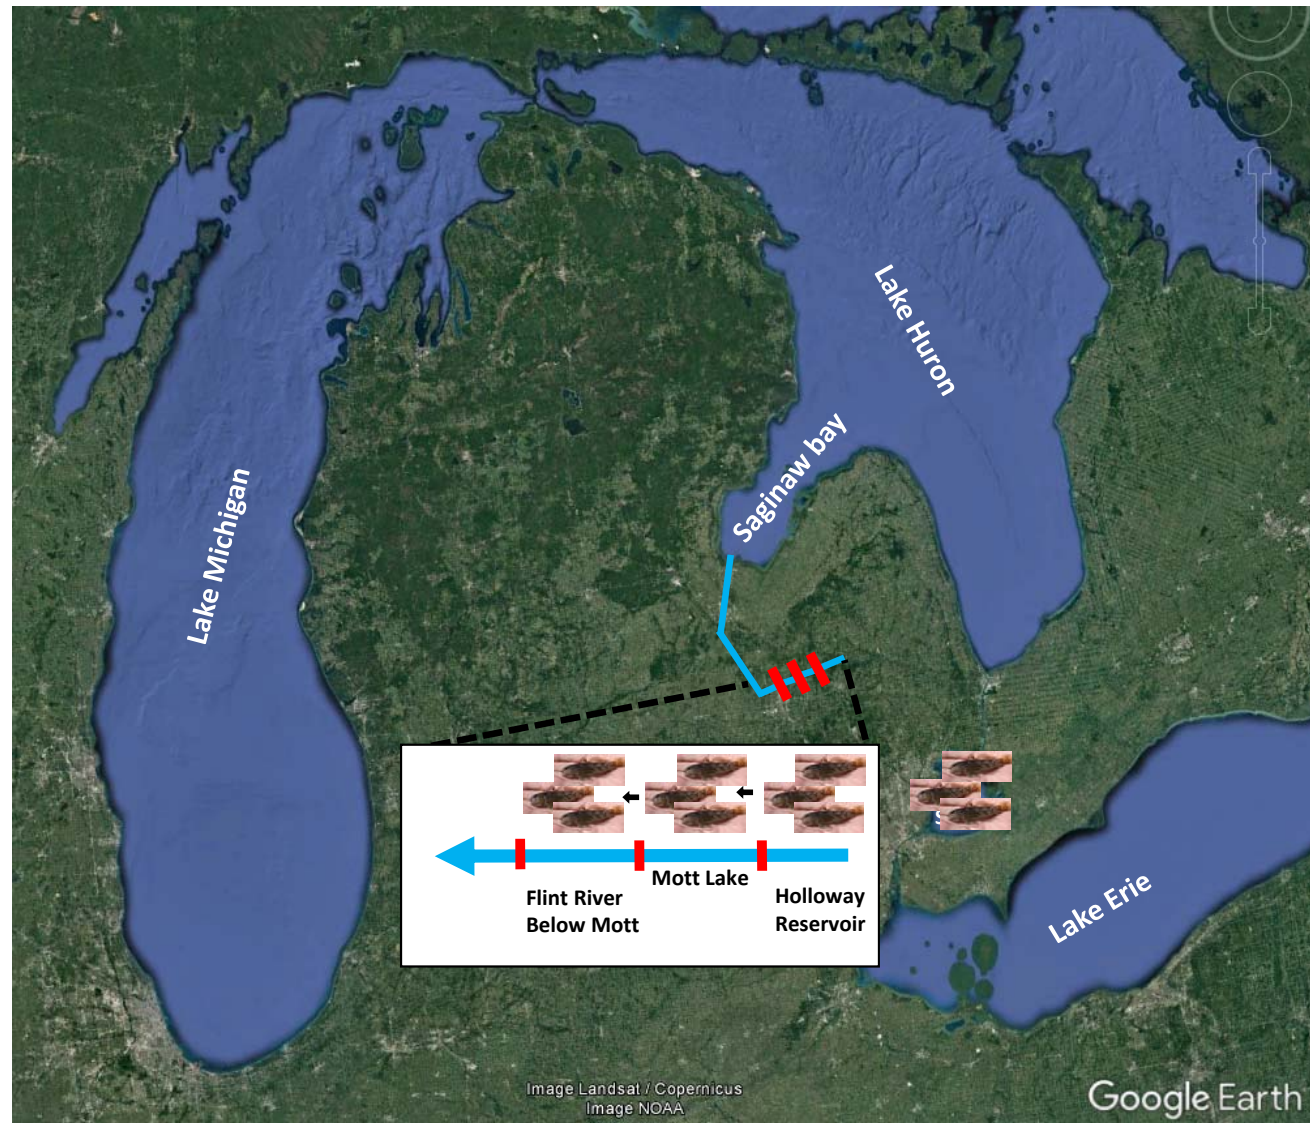 Lake Huron
Saginaw bay
Lake Michigan
Mott Lake
Flint River
Below Mott
Holloway
Reservoir
Lake Erie
Image Landsat / Copernicus
Image NOAA
Google Earth